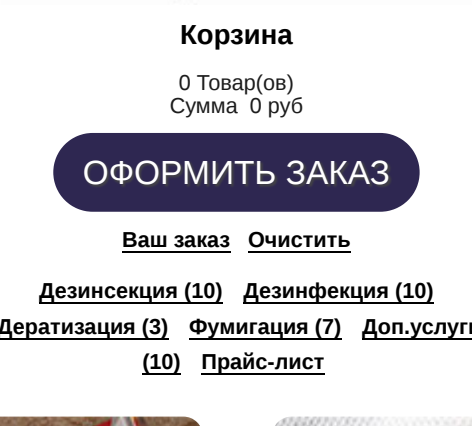 Корзина
0 Товар(ов)
Сумма 0 руб
ОФОРМИТЬ ЗАКАЗ
Ваш заказ Очистить
Дезинсекция (10) Дезинфекция (10)
Дератизация (3) Фумигация (7) Доп.услуги
(10) Прайс-лист